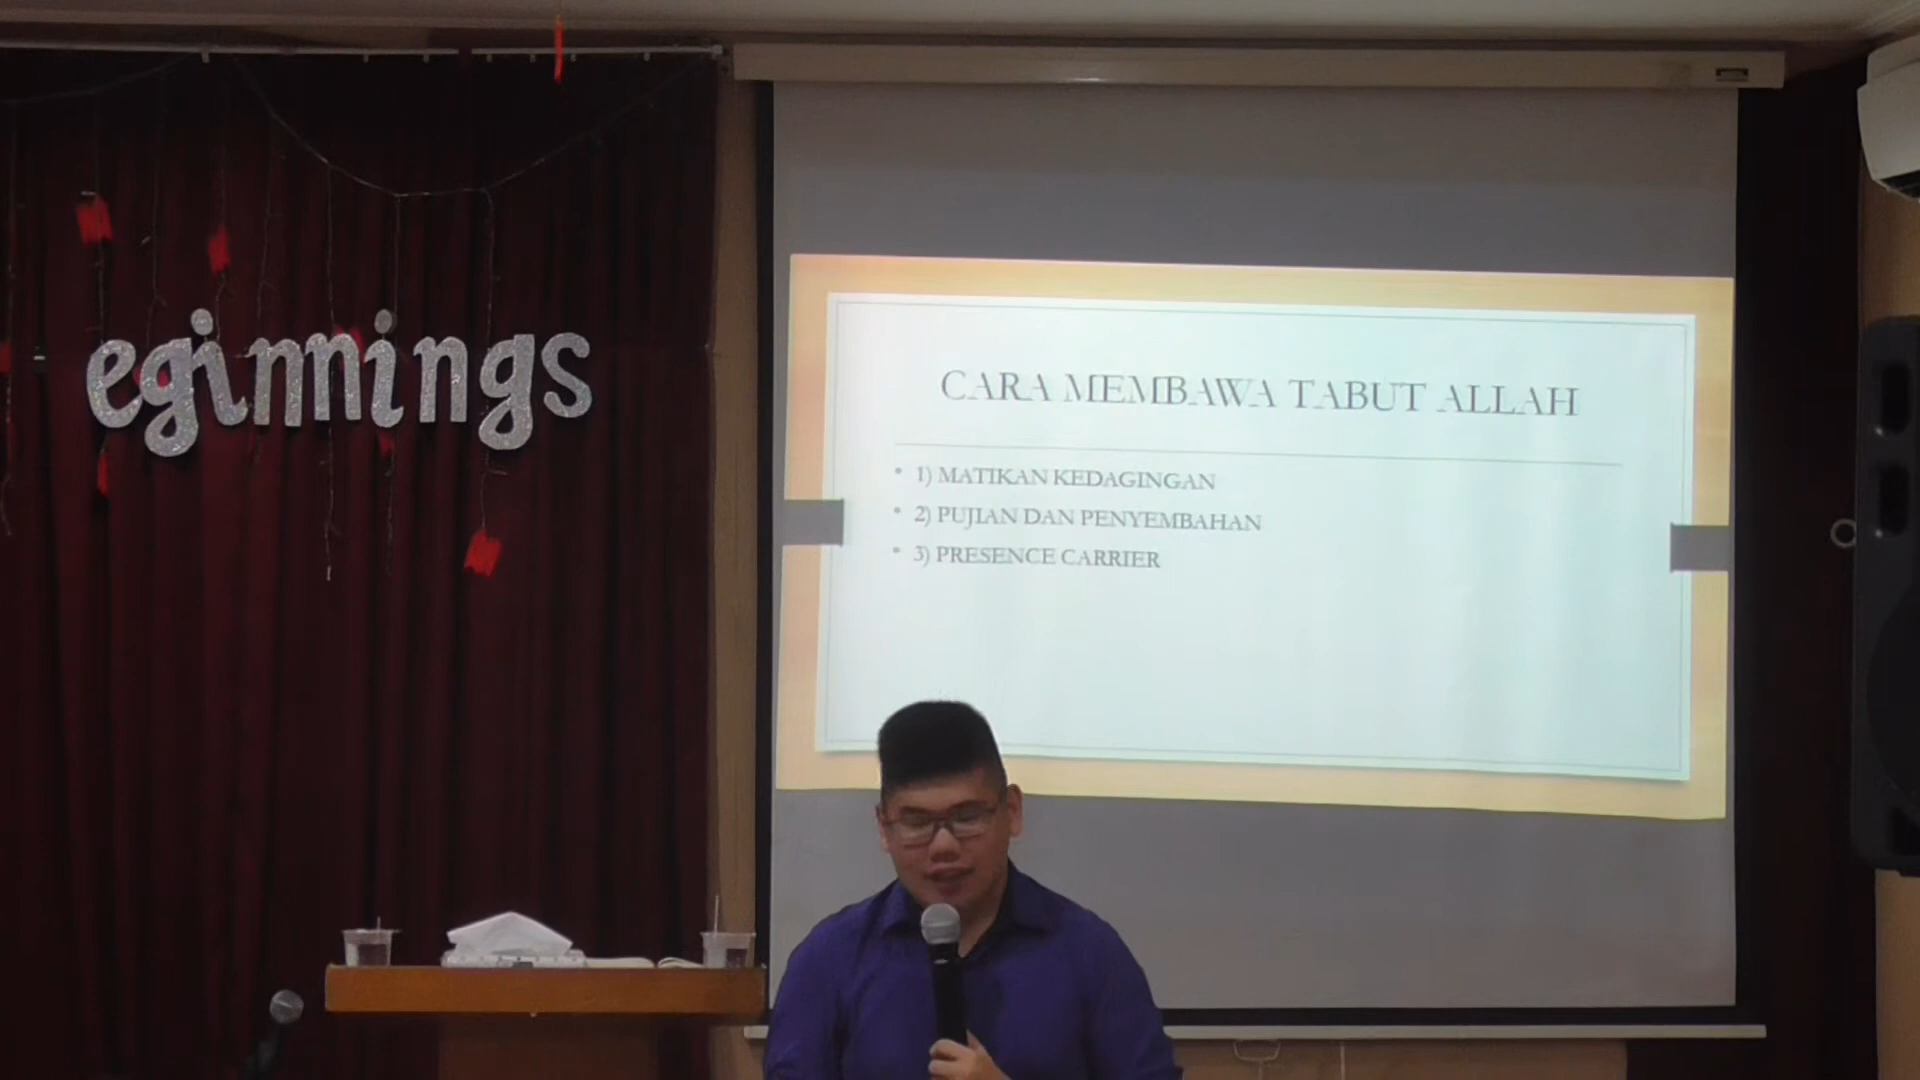 eginnings
CARA MEMBAWA TABUT ALLAH
• 1) MATIKAN KEDAGINGAN
• 2) PUJIAN DAN PENYEMBAHAN
• 3) PRESENCE CARRIER